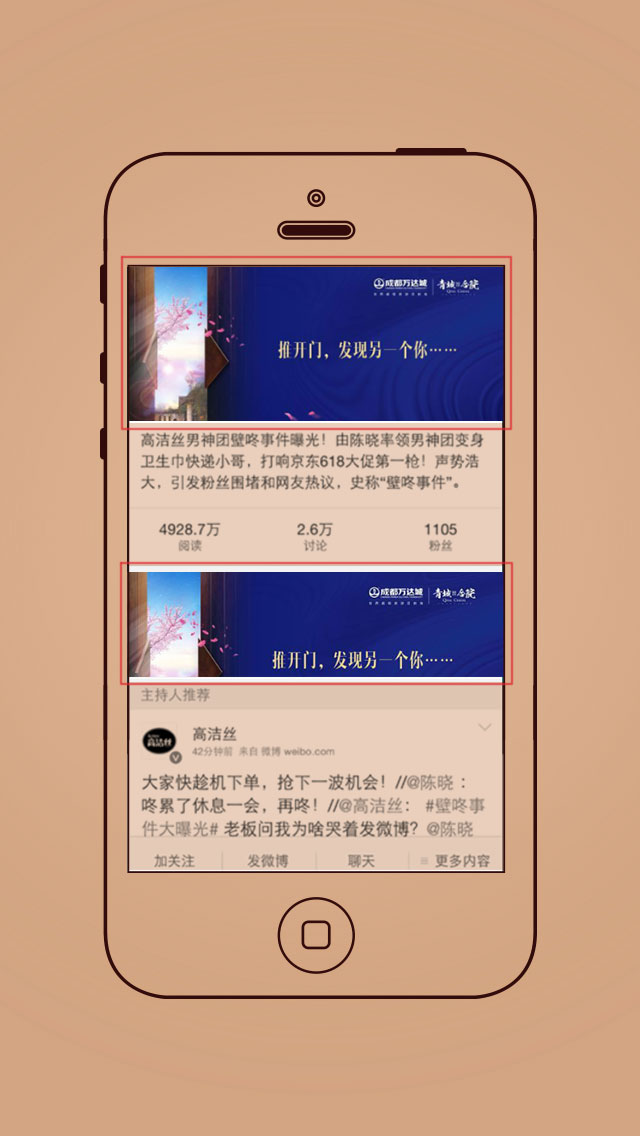 成都万达城 青城合院
推开门，发现另一个你……
高洁丝男神团壁咚事件曝光！由陈晓率领男神团变身
卫生巾快递小哥，打响京东618大促第一枪！声势浩
大，引发粉丝围堵和网友热议，史称“壁咚事件”。
4928.7万 2.6万 1105
阅读 讨论 粉丝
成都万达城 青城合院
推开门，发现另一个你……
主持人推荐
高洁丝
高洁丝
42分钟前 来自 微博 weibo.com
大家快趁机下单，抢下一波机会！//@陈晓：
咚累了休息一会，再咚！//@高洁丝： #壁咚事
件大曝光# 老板问我为啥哭着发微博？@陈晓
加关注 发微博 聊天 更多内容